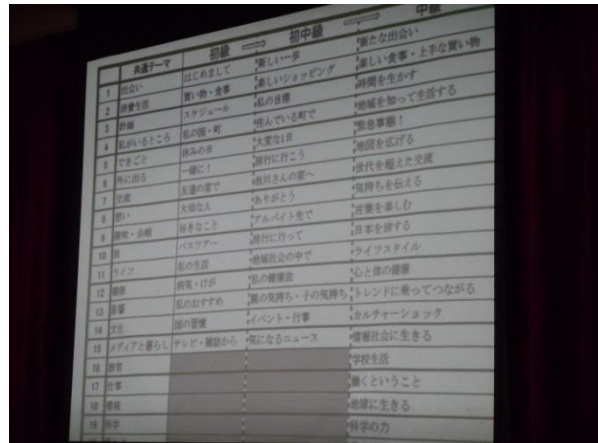 共通テーマ 初級 ⇒ 初中級 ⇒ 中級
1 出会い はじめまして 新しい一歩 新たな出会い
2 消費生活 買い物・食事 楽しいショッピング 楽しい食事・上手な買い物
3 計画 スケジュール 私の目標 時間を生かす
4 私がいるところ 私の国・町 住んでいる町で 地域を知って生活する
5 できごと 休みの日 大変な1日 緊急事態!
6 外に出る 一緒に! 旅行に行こう 地図を広げる
7 交流 友達の家で 西川さんの家へ 世代を超えた交流
8 想い 大切な人 ありがとう 気持ちを伝える
9 興味・余暇 好きなこと アルバイト先で 言葉を楽しむ
10 旅 バスツアー 旅行に行って 日本を旅する
11 ライフ 私の生活 地域社会の中で ライフスタイル
12 健康 病気・けが 私の健康法 心と体の健康
13 影響 私のおすすめ 親の気持ち・子の気持ち トレンドに乗ってつながる
14 文化 国の習慣 イベント・行事 カルチャーショック
15 メディアと暮らし テレビ・雑誌から 気になるニュース 情報社会に生きる
16 教育 学校生活
17 仕事 働くということ
18 環境 地球に生きる
19 科学 科学の力